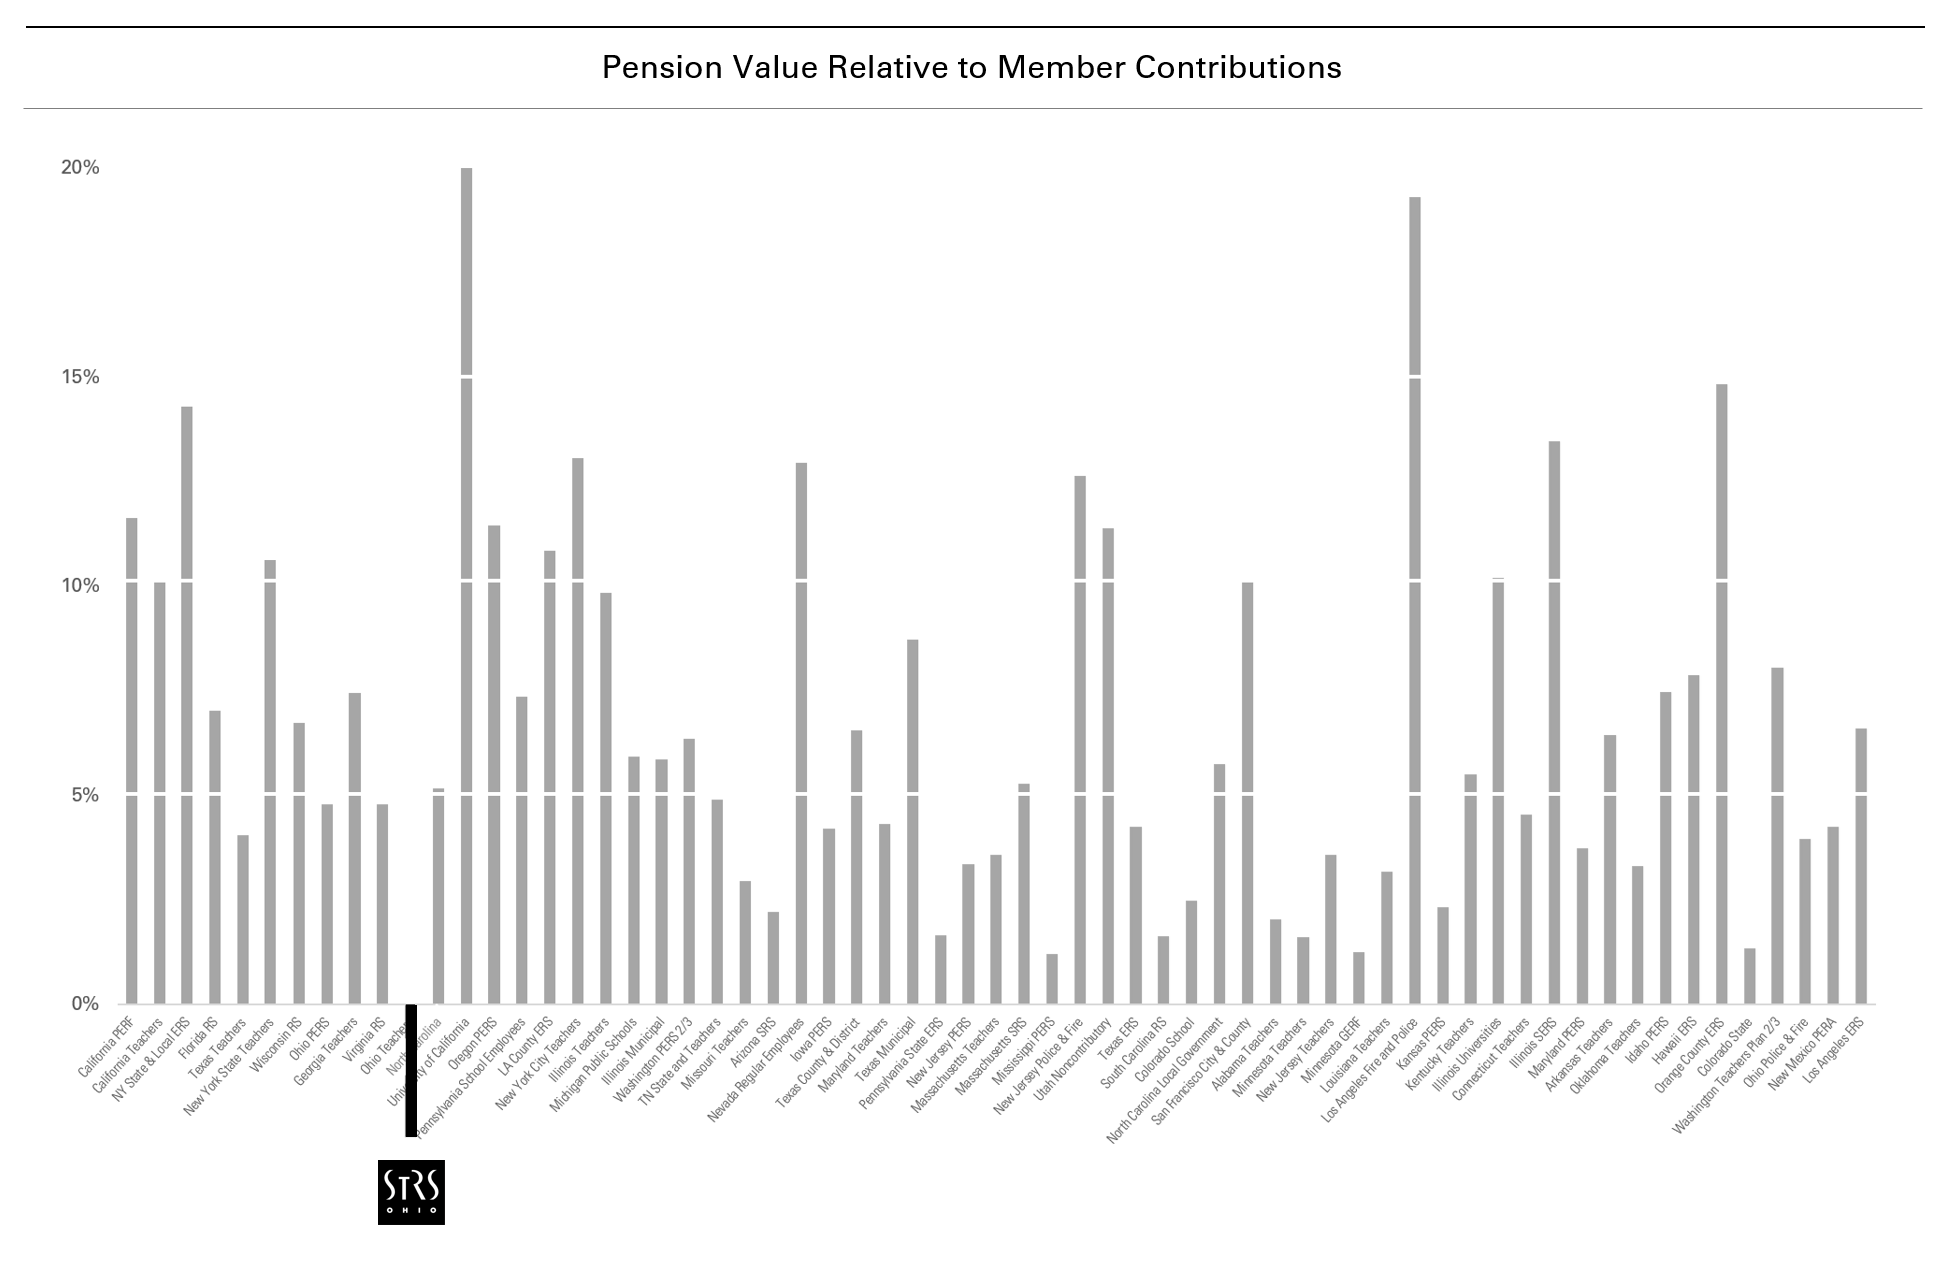 Pension Value Relative to Member Contributions
20%
15%
10%
5%
0%
California PERF
California Teachers
NY State & Local ERS
Florida RS
Texas Teachers
New York State Teachers
Wisconsin RS
Ohio PERS
Georgia Teachers
Virginia RS
Ohio
North Carolina
University of California
Oregon PERS
Pennsylvania School Employees
LA County ERS
New York City Teachers
Illinois Teachers
Michigan Public Schools
Illinois Municipal
Washington PERS 2/3
TN State and Teachers
Missouri Teachers
Arizona SRS
Nevada Regular Employees
Iowa PERS
Texas County & District
Maryland Teachers
Texas Municipal
Pennsylvania State ERS
New Jersey PERS
Massachusetts Teachers
Massachusetts SRS
Mississippi PERS
New Jersey Police & Fire
Utah Noncontributory
Texas ERS
South Carolina RS
Colorado School
North Carolina Local Government
San Francisco City & County
Alabama Teachers
Minnesota Teachers
New Jersey Teachers
Minnesota GERF
Louisiana Teachers
Los Angeles Fire and Police
Kansas PERS
Kentucky Teachers
Illinois Universities
Connecticut Teachers
Illinois SERS
Maryland PERS
Arkansas Teachers
Oklahoma Teachers
Idaho PERS
Hawaii ERS
Orange County ERS
Colorado State
Washington Teachers Plan 2/3
Ohio Police & Fire
New Mexico PERA
Los Angeles ERS
STRS
OHIO